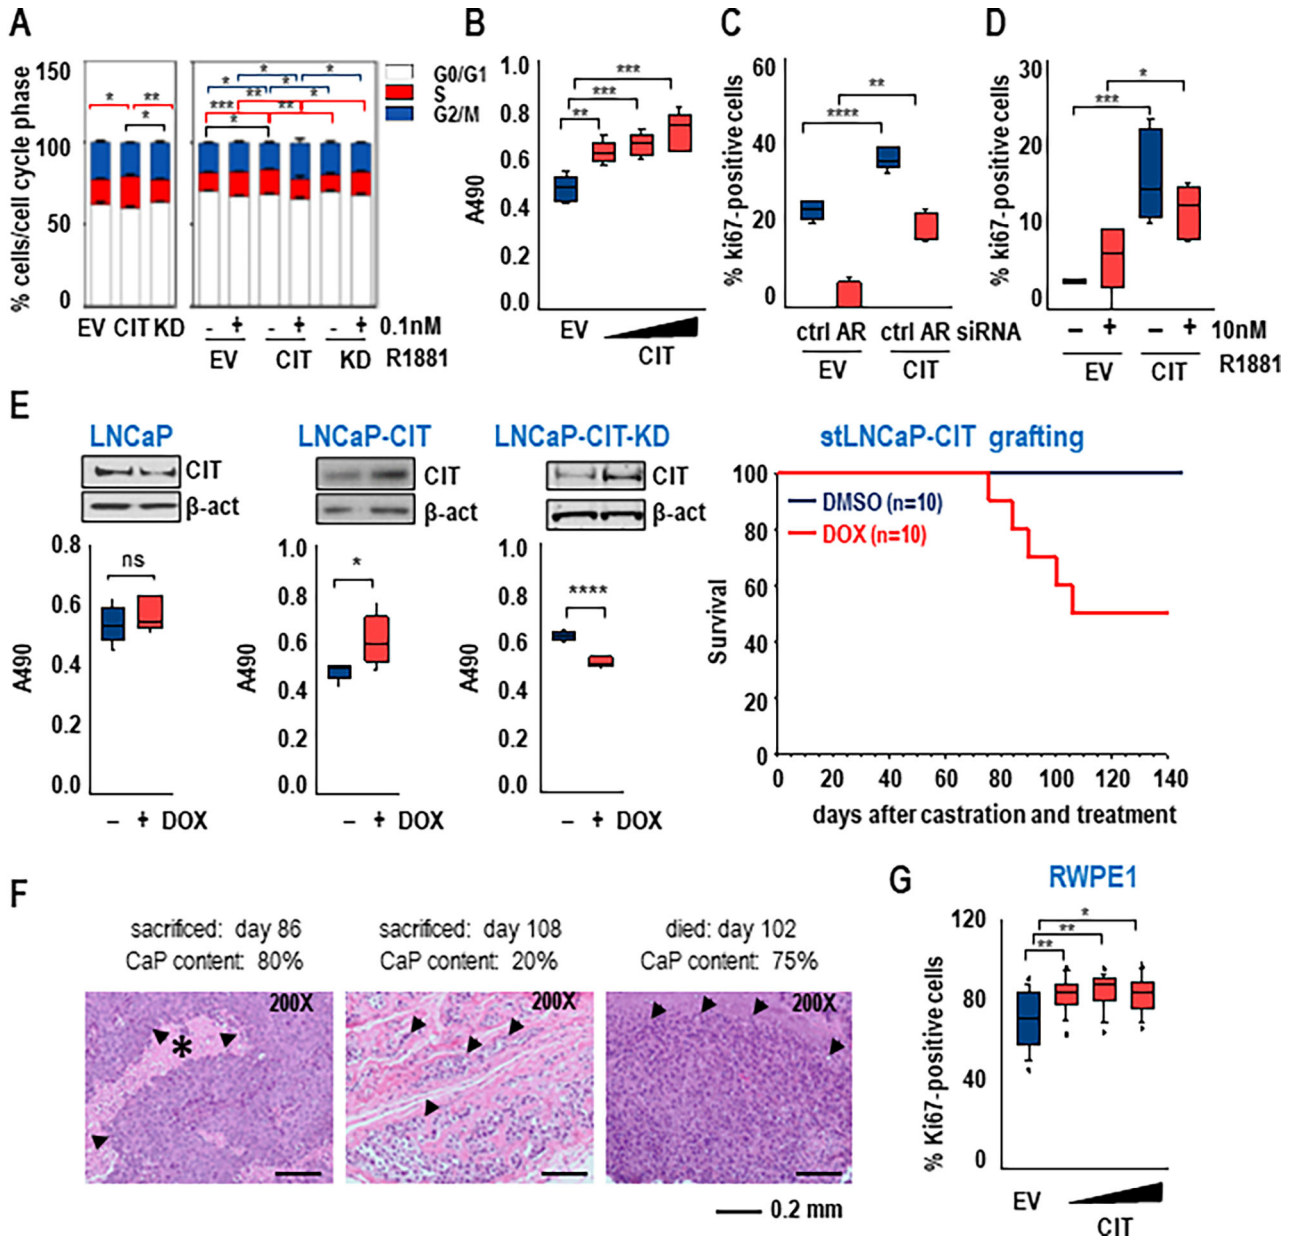 A
% cells/cell cycle phase
150
100
50
0
* **
*
* *
* *
** *
*** **
*
G0/G1
S
G2/M
EV CIT KD
- + - + - + 0.1nM
EV CIT KD R1881
B
A490
1.0
0.8
0.6
0.4
0.2
0.0
***
***
**
EV
CIT
C
% ki67-positive cells
60
40
20
0
**
****
ctrl AR ctrl AR siRNA
EV CIT
D
% ki67-positive cells
30
20
10
0
*
***
− + − + 10nM
EV CIT R1881
E
LNCaP
CIT
β-act
A490
0.8
0.6
0.4
0.2
0.0
ns
− + DOX
LNCaP-CIT
CIT
β-act
A490
1.0
0.8
0.6
0.4
0.2
0.0
*
− + DOX
LNCaP-CIT-KD
CIT
β-act
A490
1.0
0.8
0.6
0.4
0.2
0.0
****
− + DOX
stLNCaP-CIT grafting
Survival
100
80
60
40
20
0
DMSO (n=10)
DOX (n=10)
0 20 40 60 80 100 120 140
days after castration and treatment
F
sacrificed: day 86
CaP content: 80%
200X
*
sacrificed: day 108
CaP content: 20%
200X
died: day 102
CaP content: 75%
200X
0.2 mm
G
RWPE1
% Ki67-positive cells
120
80
40
0
*
**
**
EV
CIT